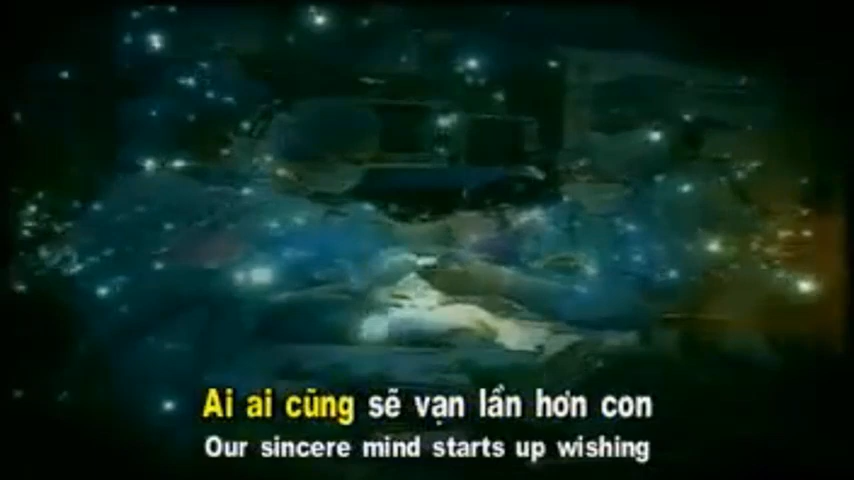 Ai ai cũng sẽ vạn lần hơn con
Our sincere mind starts up wishing